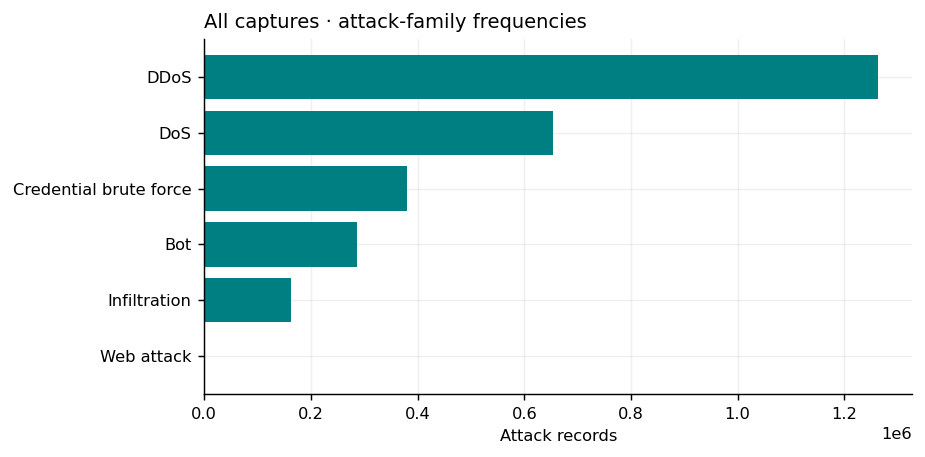 All captures · attack-family frequencies
DDoS
DoS
Credential brute force
Bot
Infiltration
Web attack
0.0 0.2 0.4 0.6 0.8 1.0 1.2
1e6
Attack records